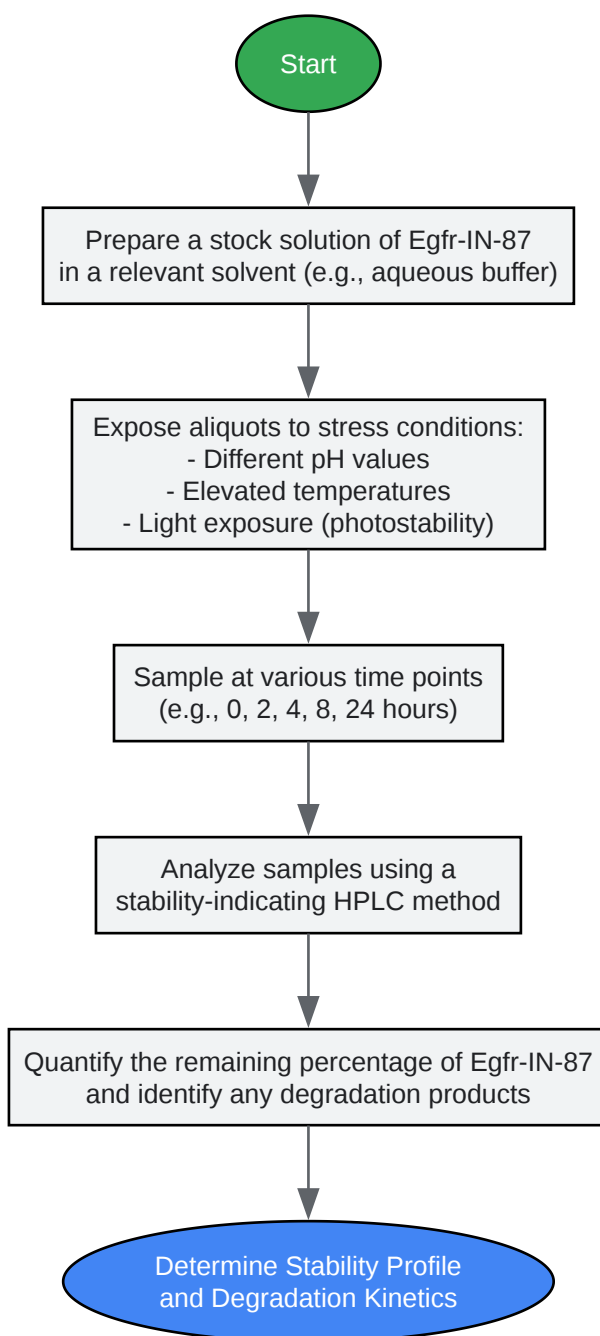 Start
Prepare a stock solution of Egfr-IN-87
in a relevant solvent (e.g., aqueous buffer)
Expose aliquots to stress conditions:
- Different pH values
- Elevated temperatures
- Light exposure (photostability)
Sample at various time points
(e.g., 0, 2, 4, 8, 24 hours)
Analyze samples using a
stability-indicating HPLC method
Quantify the remaining percentage of Egfr-IN-87
and identify any degradation products
Determine Stability Profile
and Degradation Kinetics